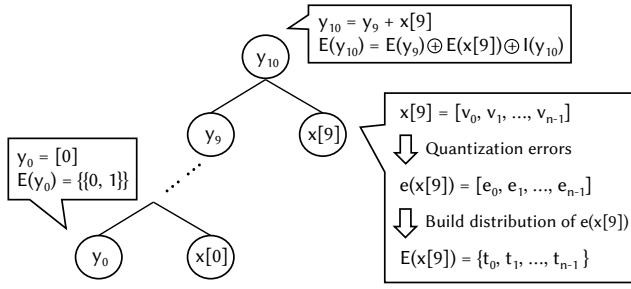 y₁₀ = y₉ + x[9]
E(y₁₀) = E(y₉) ⊕ E(x[9]) ⊕ I(y₁₀)
y₁₀
y₉
x[9]
x[9] = [v₀, v₁, ..., vₙ₋₁]
Quantization errors
e(x[9]) = [e₀, e₁, ..., eₙ₋₁]
Build distribution of e(x[9])
E(x[9]) = {t₀, t₁, ..., tₙ₋₁ }
y₀ = [0]
E(y₀) = {{0, 1}}
......
y₀
x[0]